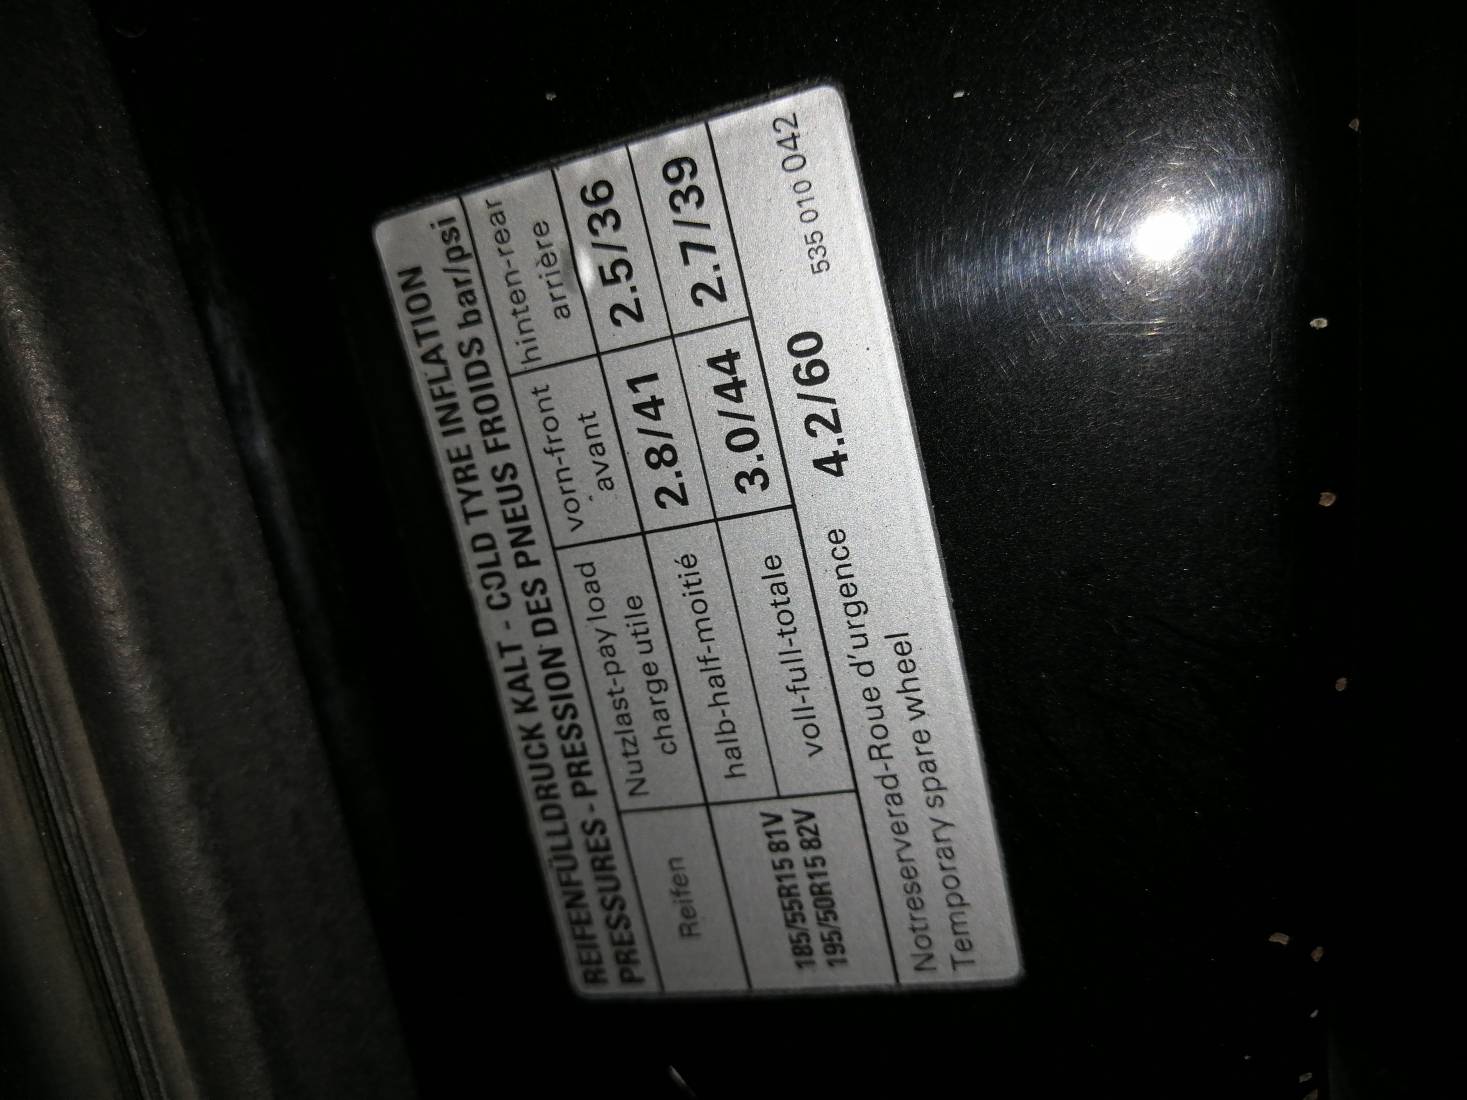 REIFENFÜLLDRUCK KALT - COLD TYRE INFLATION
PRESSURES - PRESSION DES PNEUS FROIDS bar/psi
Reifen
Nutzlast-pay load
charge utile
vorn-front
avant
hinten-rear
arrière
185/55R15 81V
195/50R15 82V
halb-half-moitié
2.8/41
2.5/36
voll-full-totale
3.0/44
2.7/39
Notreserverad-Roue d'urgence
Temporary spare wheel
4.2/60
535 010 042